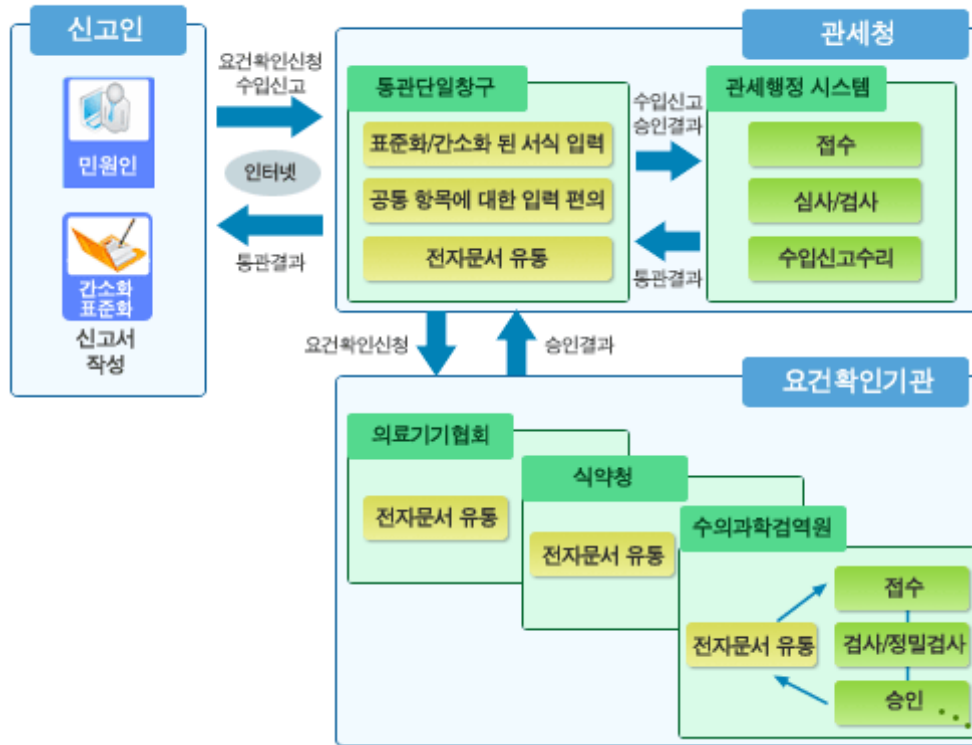 신고인
민원인
간소화
표준화
신고서
작성
요건확인신청
수입신고
인터넷
통관결과
관세청
통관단일창구
표준화/간소화 된 서식 입력
공통 항목에 대한 입력 편의
전자문서 유통
수입신고
승인결과
통관결과
관세행정 시스템
접수
심사/검사
수입신고수리
요건확인신청
승인결과
요건확인기관
의료기기협회
전자문서 유통
식약청
전자문서 유통
수의과학검역원
전자문서 유통
접수
검사/정밀검사
승인